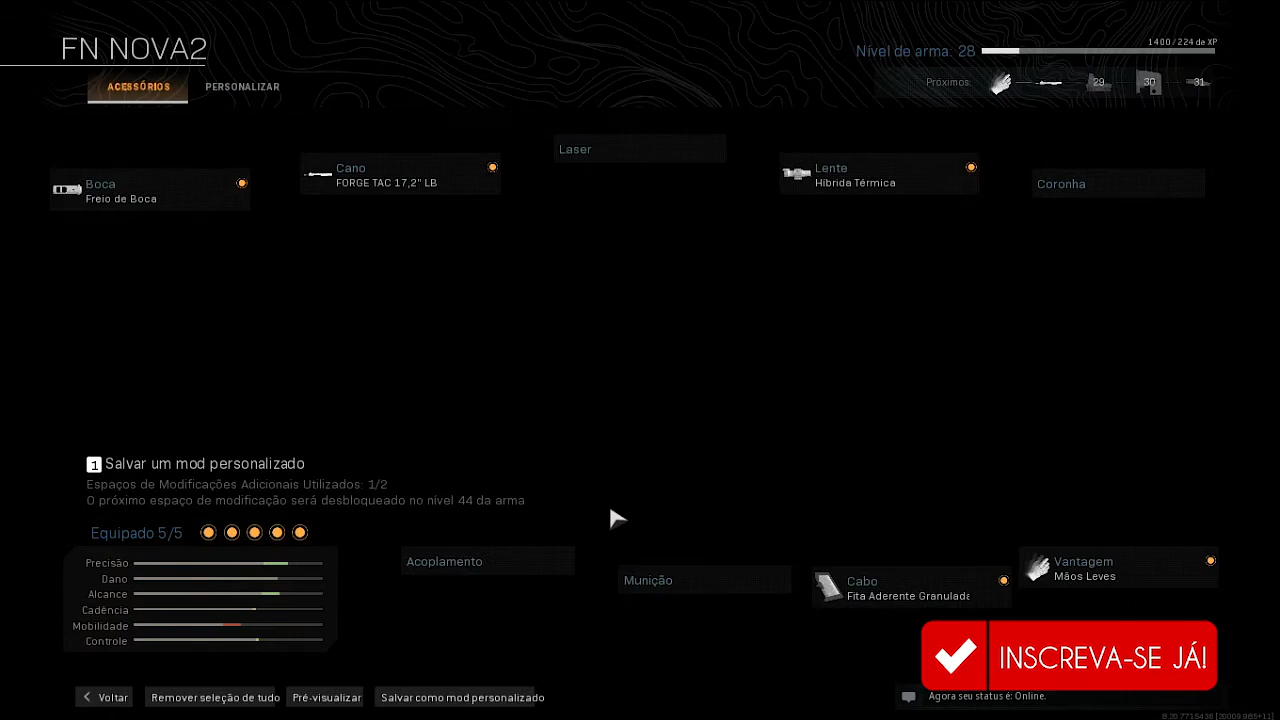 FN NOVA2
Nível de arma: 28
1400/224 de XP
ACESSÓRIOS
PERSONALIZAR
Próximos:
29
30
31
Laser
Cano
FORGE TAC 17,2" LB
Lente
Híbrida Térmica
Boca
Freio de Boca
Coronha
1 Salvar um mod personalizado
Espaços de Modificações Adicionais Utilizados: 1/2
O próximo espaço de modificação será desbloqueado no nível 44 da arma
Equipado 5/5
Precisão
Dano
Alcance
Cadência
Mobilidade
Controle
Acoplamento
Munição
Cabo
Fita Aderente Granulada
Vantagem
Mãos Leves
INSCREVA-SE JÁ!
Voltar
Remover seleção de tudo
Pré-visualizar
Salvar como mod personalizado
Agora seu status é: Online.